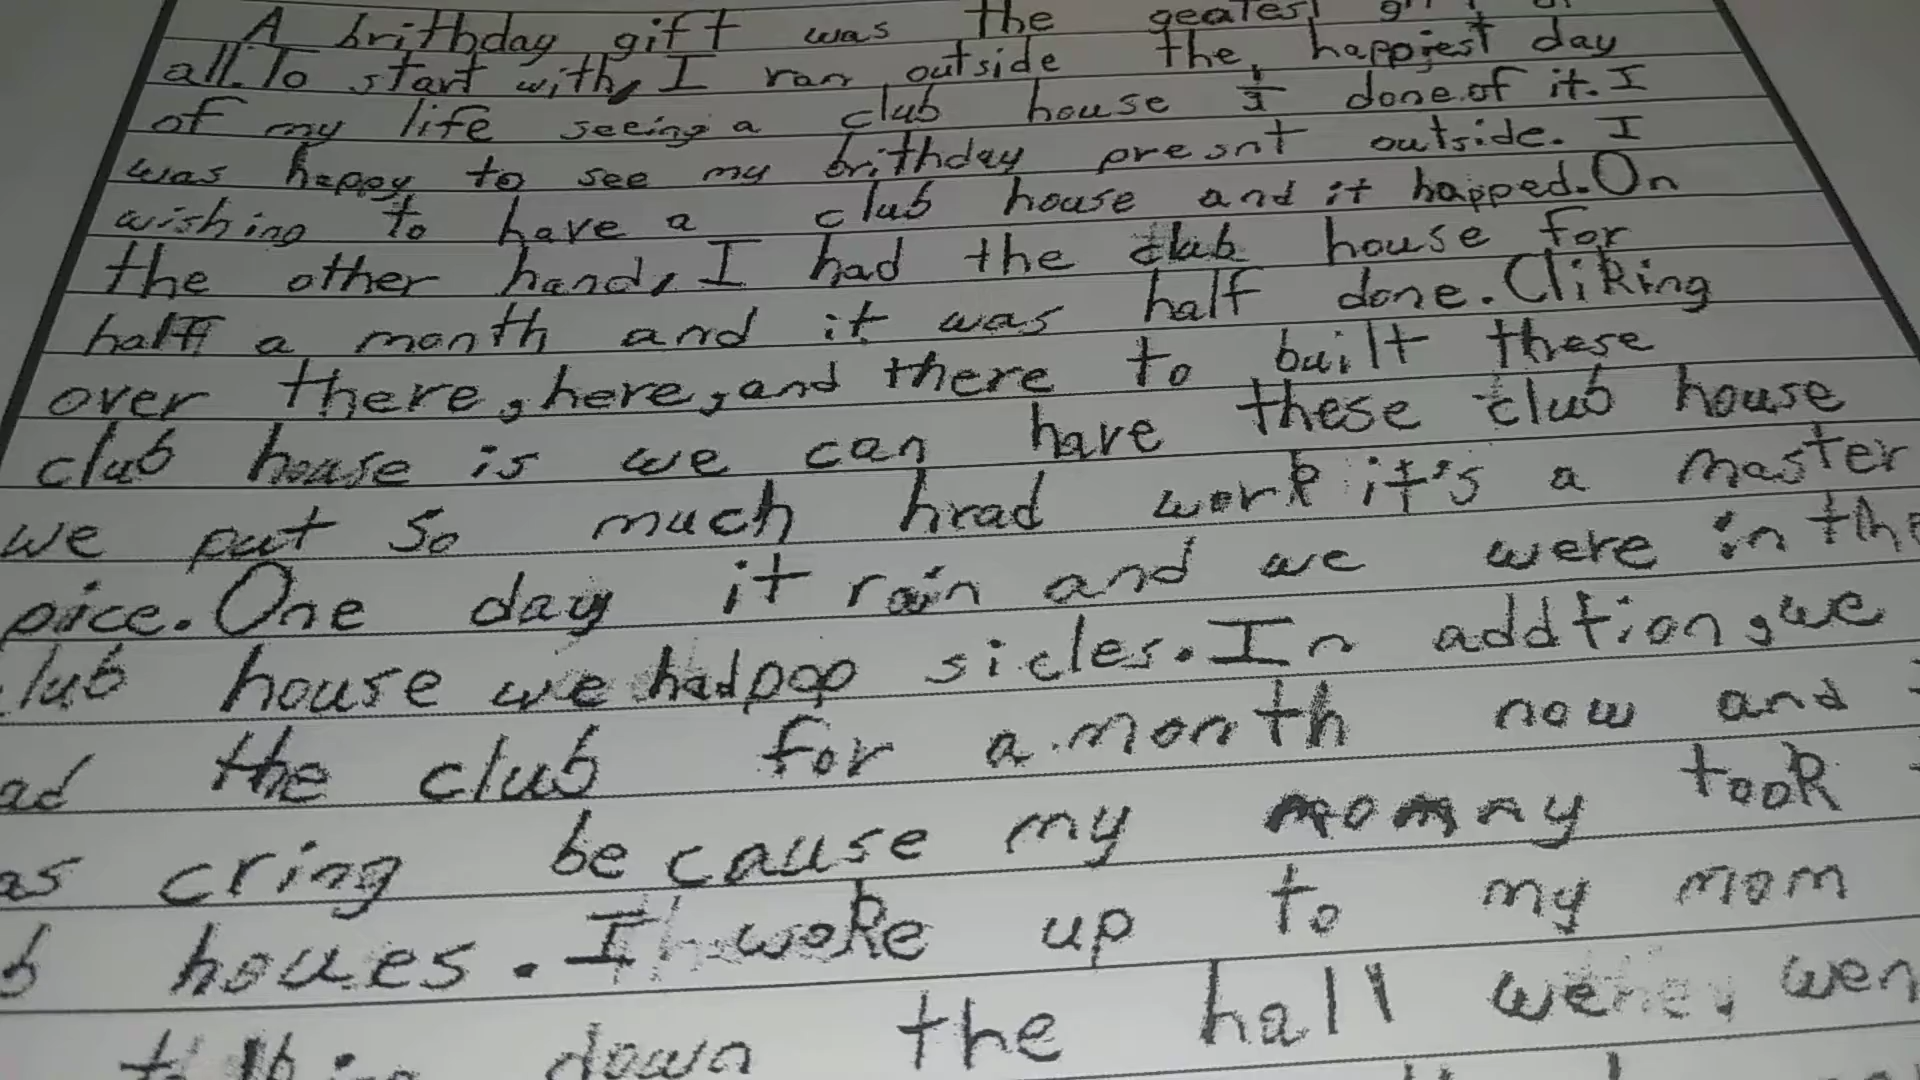 A brithday gift was the geatest
all. To start with, I ran outside the happiest day
of my life seeing a club house 1/3 done.of it. I
was happy to see my brithday presnt outside. I
wishing to have a club house and it happed. On
the other hand, I had the club house for
half a month and it was half done. Cliking
over there, here, and there to built these
club house is we can have these club house
we put so much hrad work it's a master
pice. One day it rain and we were in the
lub house we had pop sicles. In addtion, we
ad the club for a month now and
as cring because my mommy took
b houes. I woke up to my mom
down the hall were, wen